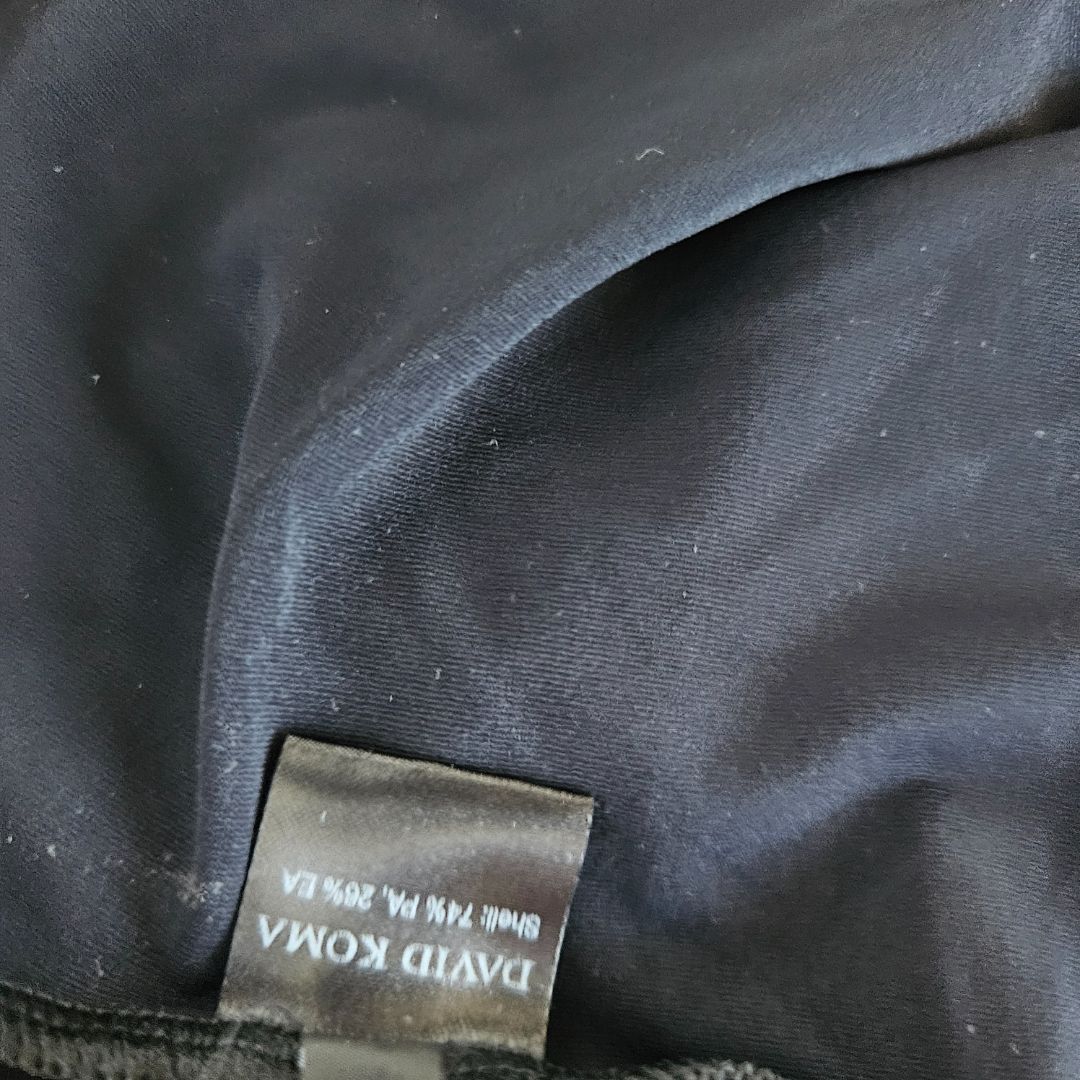 DAVID KOMA
Shell: 74% PA, 26% EA